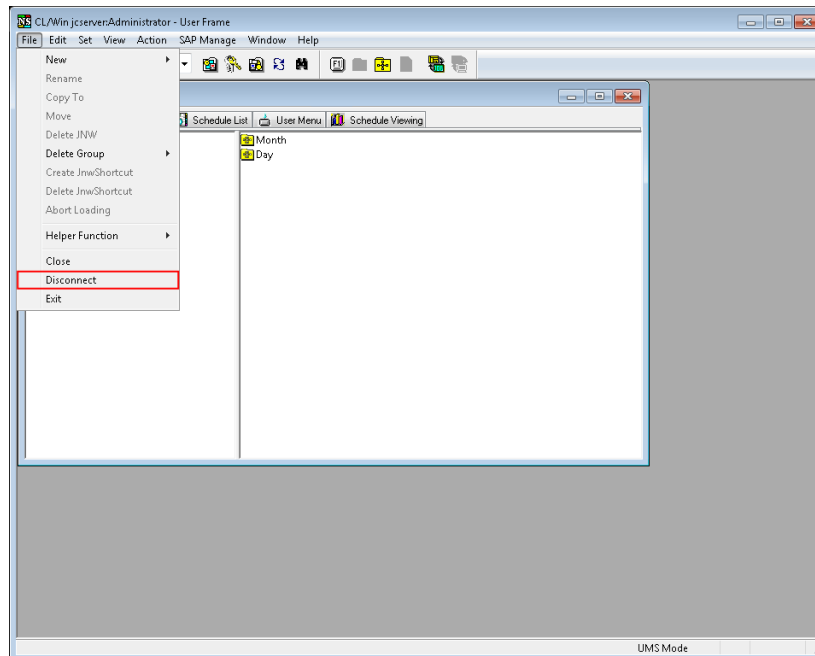 CL/Win jcserver:Administrator - User Frame
File Edit Set View Action SAP Manage Window Help
New
Rename
Copy To
Move
Delete JNW
Delete Group
Create JnwShortcut
Delete JnwShortcut
Abort Loading
Helper Function
Close
Disconnect
Exit
Schedule List User Menu Schedule Viewing
Month
Day
UMS Mode